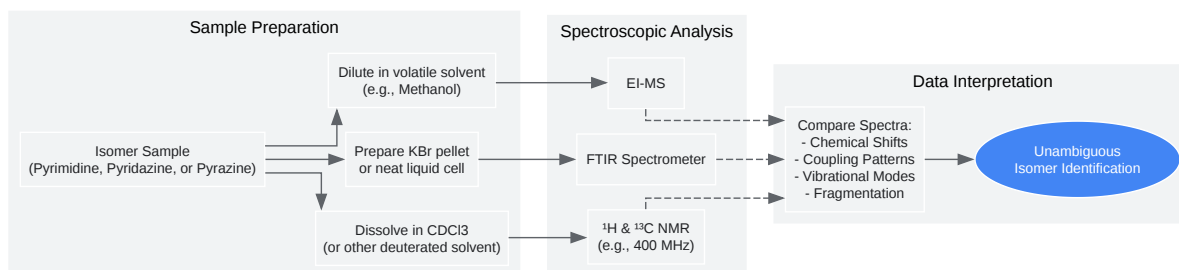 Sample Preparation
Isomer Sample
(Pyrimidine, Pyridazine, or Pyrazine)
Dilute in volatile solvent
(e.g., Methanol)
Prepare KBr pellet
or neat liquid cell
Dissolve in CDCl3
(or other deuterated solvent)
Spectroscopic Analysis
EI-MS
FTIR Spectrometer
¹H & ¹³C NMR
(e.g., 400 MHz)
Data Interpretation
Compare Spectra:
- Chemical Shifts
- Coupling Patterns
- Vibrational Modes
- Fragmentation
Unambiguous
Isomer Identification